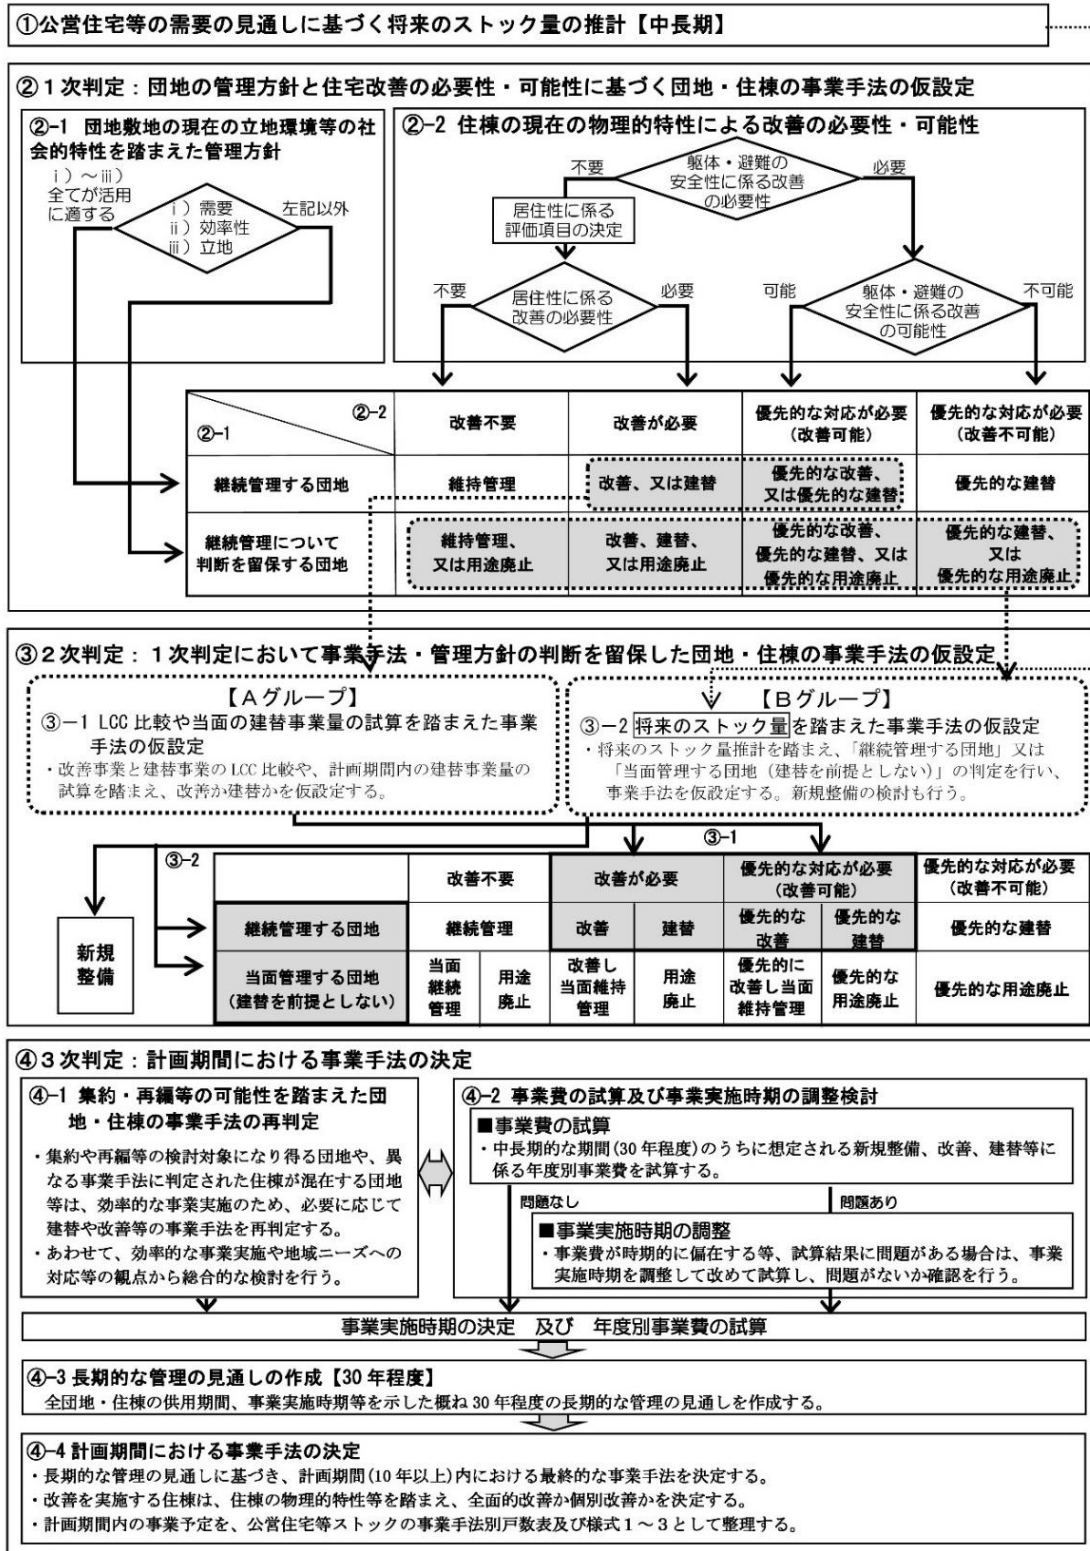 ①公営住宅等の需要の見通しに基づく将来のストック量の推計【中長期】
②１次判定：団地の管理方針と住宅改善の必要性・可能性に基づく団地・住棟の事業手法の仮設定
②-1 団地敷地の現在の立地環境等の社
会的特性を踏まえた管理方針
ⅰ）～ⅲ）
全てが活用
に適する
ⅰ）需要
ⅱ）効率性
ⅲ）立地
左記以外
②-2 住棟の現在の物理的特性による改善の必要性・可能性
不要
躯体・避難の
安全性に係る改善
の必要性
必要
居住性に係る
評価項目の決定
不要
居住性に係る
改善の必要性
必要
可能
躯体・避難の
安全性に係る改善
の可能性
不可能
②-2
②-1
改善不要
改善が必要
優先的な対応が必要
（改善可能）
優先的な対応が必要
（改善不可能）
継続管理する団地
維持管理
改善、又は建替
優先的な改善、
又は優先的な建替
優先的な建替
継続管理について
判断を留保する団地
維持管理、
又は用途廃止
改善、建替、
又は用途廃止
優先的な改善、
優先的な建替、又は
優先的な用途廃止
優先的な建替、
又は
優先的な用途廃止
③２次判定：１次判定において事業手法・管理方針の判断を留保した団地・住棟の事業手法の仮設定
【Ａグループ】
③－1 LCC 比較や当面の建替事業量の試算を踏まえた事業
手法の仮設定
・改善事業と建替事業の LCC 比較や、計画期間内の建替事業量の
試算を踏まえ、改善か建替かを仮設定する。
【Ｂグループ】
③－2 将来のストック量を踏まえた事業手法の仮設定
・将来のストック量推計を踏まえ、「継続管理する団地」又は
「当面管理する団地（建替を前提としない）」の判定を行い、
事業手法を仮設定する。新規整備の検討も行う。
③-1
③-2
新規
整備
改善不要
改善が必要
優先的な対応が必要
（改善可能）
優先的な対応が必要
（改善不可能）
継続管理する団地
継続管理
改善
建替
優先的な
改善
優先的な
建替
優先的な建替
当面管理する団地
（建替を前提としない）
当面
継続
管理
用途
廃止
改善し
当面維持
管理
用途
廃止
優先的に
改善し当面
維持管理
優先的な
用途廃止
優先的な用途廃止
④３次判定：計画期間における事業手法の決定
④-1 集約・再編等の可能性を踏まえた団
地・住棟の事業手法の再判定
・集約や再編等の検討対象になり得る団地や、異
なる事業手法に判定された住棟が混在する団地
等は、効率的な事業実施のため、必要に応じて
建替や改善等の事業手法を再判定する。
・あわせて、効率的な事業実施や地域ニーズへの
対応等の観点から総合的な検討を行う。
④-2 事業費の試算及び事業実施時期の調整検討
■事業費の試算
・中長期的な期間(30 年程度)のうちに想定される新規整備、改善、建替等に
係る年度別事業費を試算する。
問題なし
問題あり
■事業実施時期の調整
・事業費が時期的に偏在する等、試算結果に問題がある場合は、事業
実施時期を調整して改めて試算し、問題がないか確認を行う。
事業実施時期の決定 及び 年度別事業費の試算
④-3 長期的な管理の見通しの作成【30 年程度】
全団地・住棟の供用期間、事業実施時期等を示した概ね 30 年程度の長期的な管理の見通しを作成する。
④-4 計画期間における事業手法の決定
・長期的な管理の見通しに基づき、計画期間(10 年以上)内における最終的な事業手法を決定する。
・改善を実施する住棟は、住棟の物理的特性等を踏まえ、全面的改善か個別改善かを決定する。
・計画期間内の事業予定を、公営住宅等ストックの事業手法別戸数表及び様式１～３として整理する。